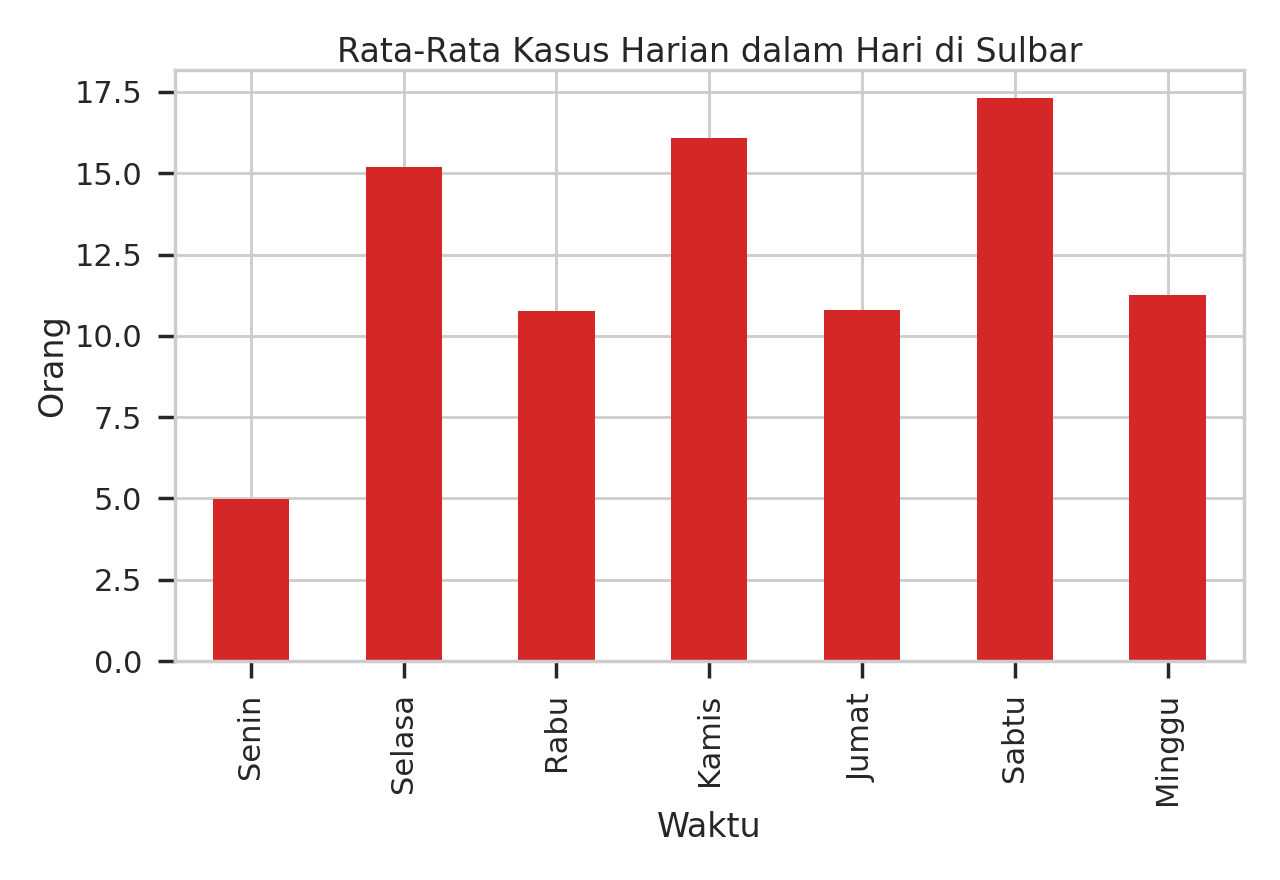 Rata-Rata Kasus Harian dalam Hari di Sulbar
17.5
15.0
12.5
10.0
7.5
5.0
2.5
0.0
Orang
Senin
Selasa
Rabu
Kamis
Jumat
Sabtu
Minggu
Waktu